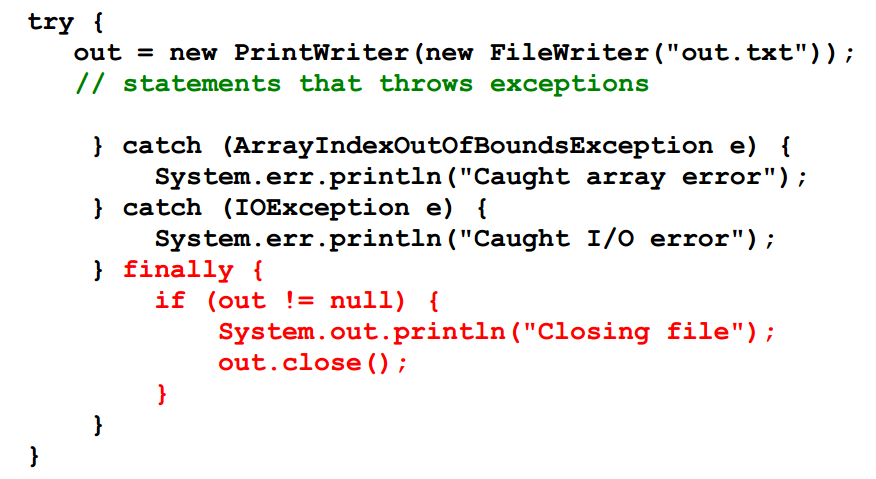 try {
out = new PrintWriter(new FileWriter("out.txt"));
// statements that throws exceptions
} catch (ArrayIndexOutOfBoundsException e) {
System.err.println("Caught array error");
} catch (IOException e) {
System.err.println("Caught I/O error");
} finally {
if (out != null) {
System.out.println("Closing file");
out.close();
}
}
}